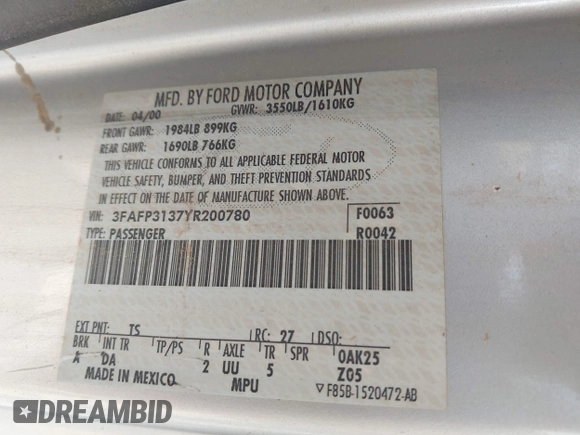 MFD. BY FORD MOTOR COMPANY
DATE: 04/00 GVWR: 3550LB/1610KG
FRONT GAWR: 1984LB 899KG
REAR GAWR: 1690LB 766KG
THIS VEHICLE CONFORMS TO ALL APPLICABLE FEDERAL MOTOR
VEHICLE SAFETY, BUMPER, AND THEFT PREVENTION STANDARDS
IN EFFECT ON THE DATE OF MANUFACTURE SHOWN ABOVE.
VIN: 3FAFP3137YR200780 F0063
TYPE: PASSENGER R0042
EXT PNT: TS RC: 27 DSO:
BRK INT TR TP/PS R AXLE TR SPR 0AK25
A DA 2 UU 5 Z05
MADE IN MEXICO MPU F85B-1520472-AB
DREAMBID